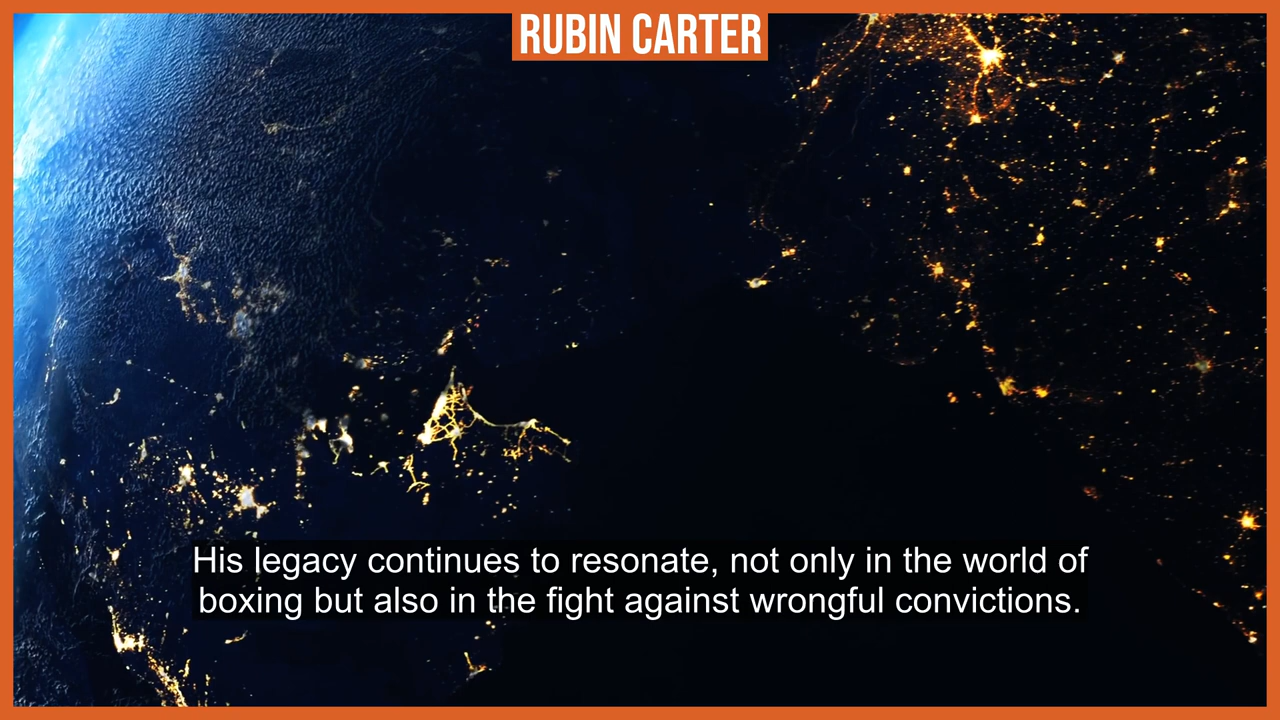 RUBIN CARTER
His legacy continues to resonate, not only in the world of
boxing but also in the fight against wrongful convictions.